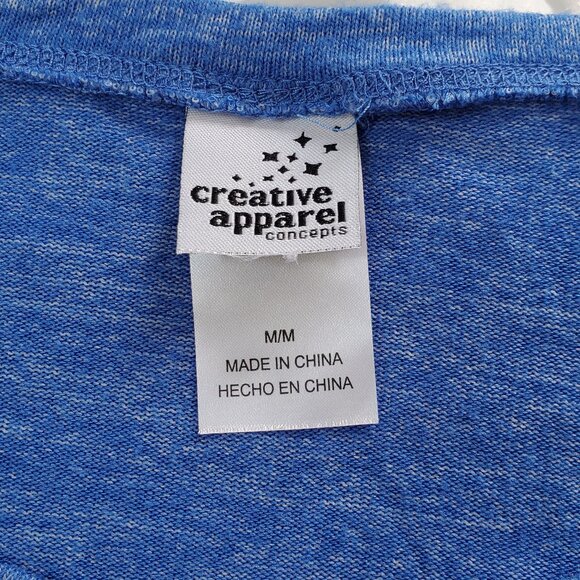 creative
apparel
concepts
M/M
MADE IN CHINA
HECHO EN CHINA